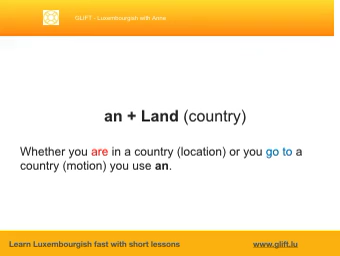 GLIFT - Luxembourgish with Anne
an + Land (country)
Whether you are in a country (location) or you go to a
country (motion) you use an.
Learn Luxembourgish fast with short lessons www.glift.lu